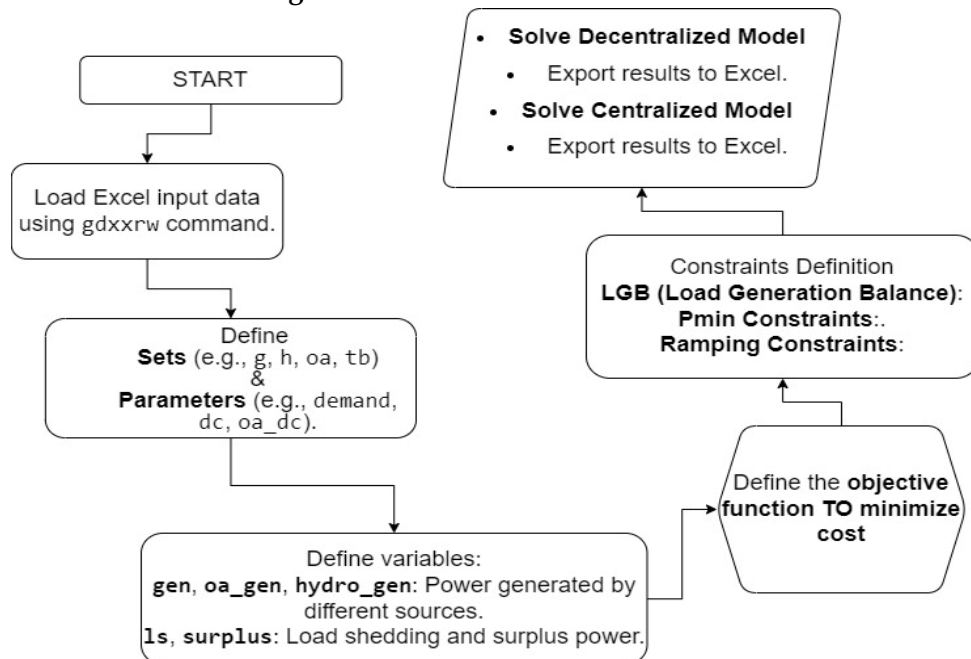 START
Load Excel input data
using gdxxrw command.
Define
Sets (e.g., g, h, oa, tb)
&
Parameters (e.g., demand,
dc, oa_dc).
Define variables:
gen, oa_gen, hydro_gen: Power generated by
different sources.
ls, surplus: Load shedding and surplus power.
Define the objective
function TO minimize
cost
Constraints Definition
LGB (Load Generation Balance):
Pmin Constraints:.
Ramping Constraints:
• Solve Decentralized Model
• Export results to Excel.
• Solve Centralized Model
• Export results to Excel.